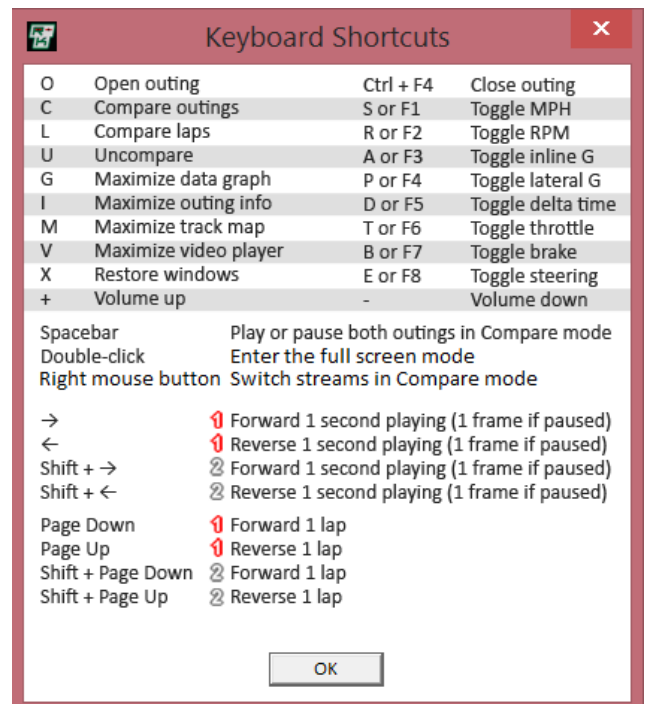 Keyboard Shortcuts
O Open outing Ctrl + F4 Close outing
C Compare outings S or F1 Toggle MPH
L Compare laps R or F2 Toggle RPM
U Uncompare A or F3 Toggle inline G
G Maximize data graph P or F4 Toggle lateral G
I Maximize outing info D or F5 Toggle delta time
M Maximize track map T or F6 Toggle throttle
V Maximize video player B or F7 Toggle brake
X Restore windows E or F8 Toggle steering
+ Volume up - Volume down
Spacebar Play or pause both outings in Compare mode
Double-click Enter the full screen mode
Right mouse button Switch streams in Compare mode
→ 1 Forward 1 second playing (1 frame if paused)
← 1 Reverse 1 second playing (1 frame if paused)
Shift + → 2 Forward 1 second playing (1 frame if paused)
Shift + ← 2 Reverse 1 second playing (1 frame if paused)
Page Down 1 Forward 1 lap
Page Up 1 Reverse 1 lap
Shift + Page Down 2 Forward 1 lap
Shift + Page Up 2 Reverse 1 lap
OK